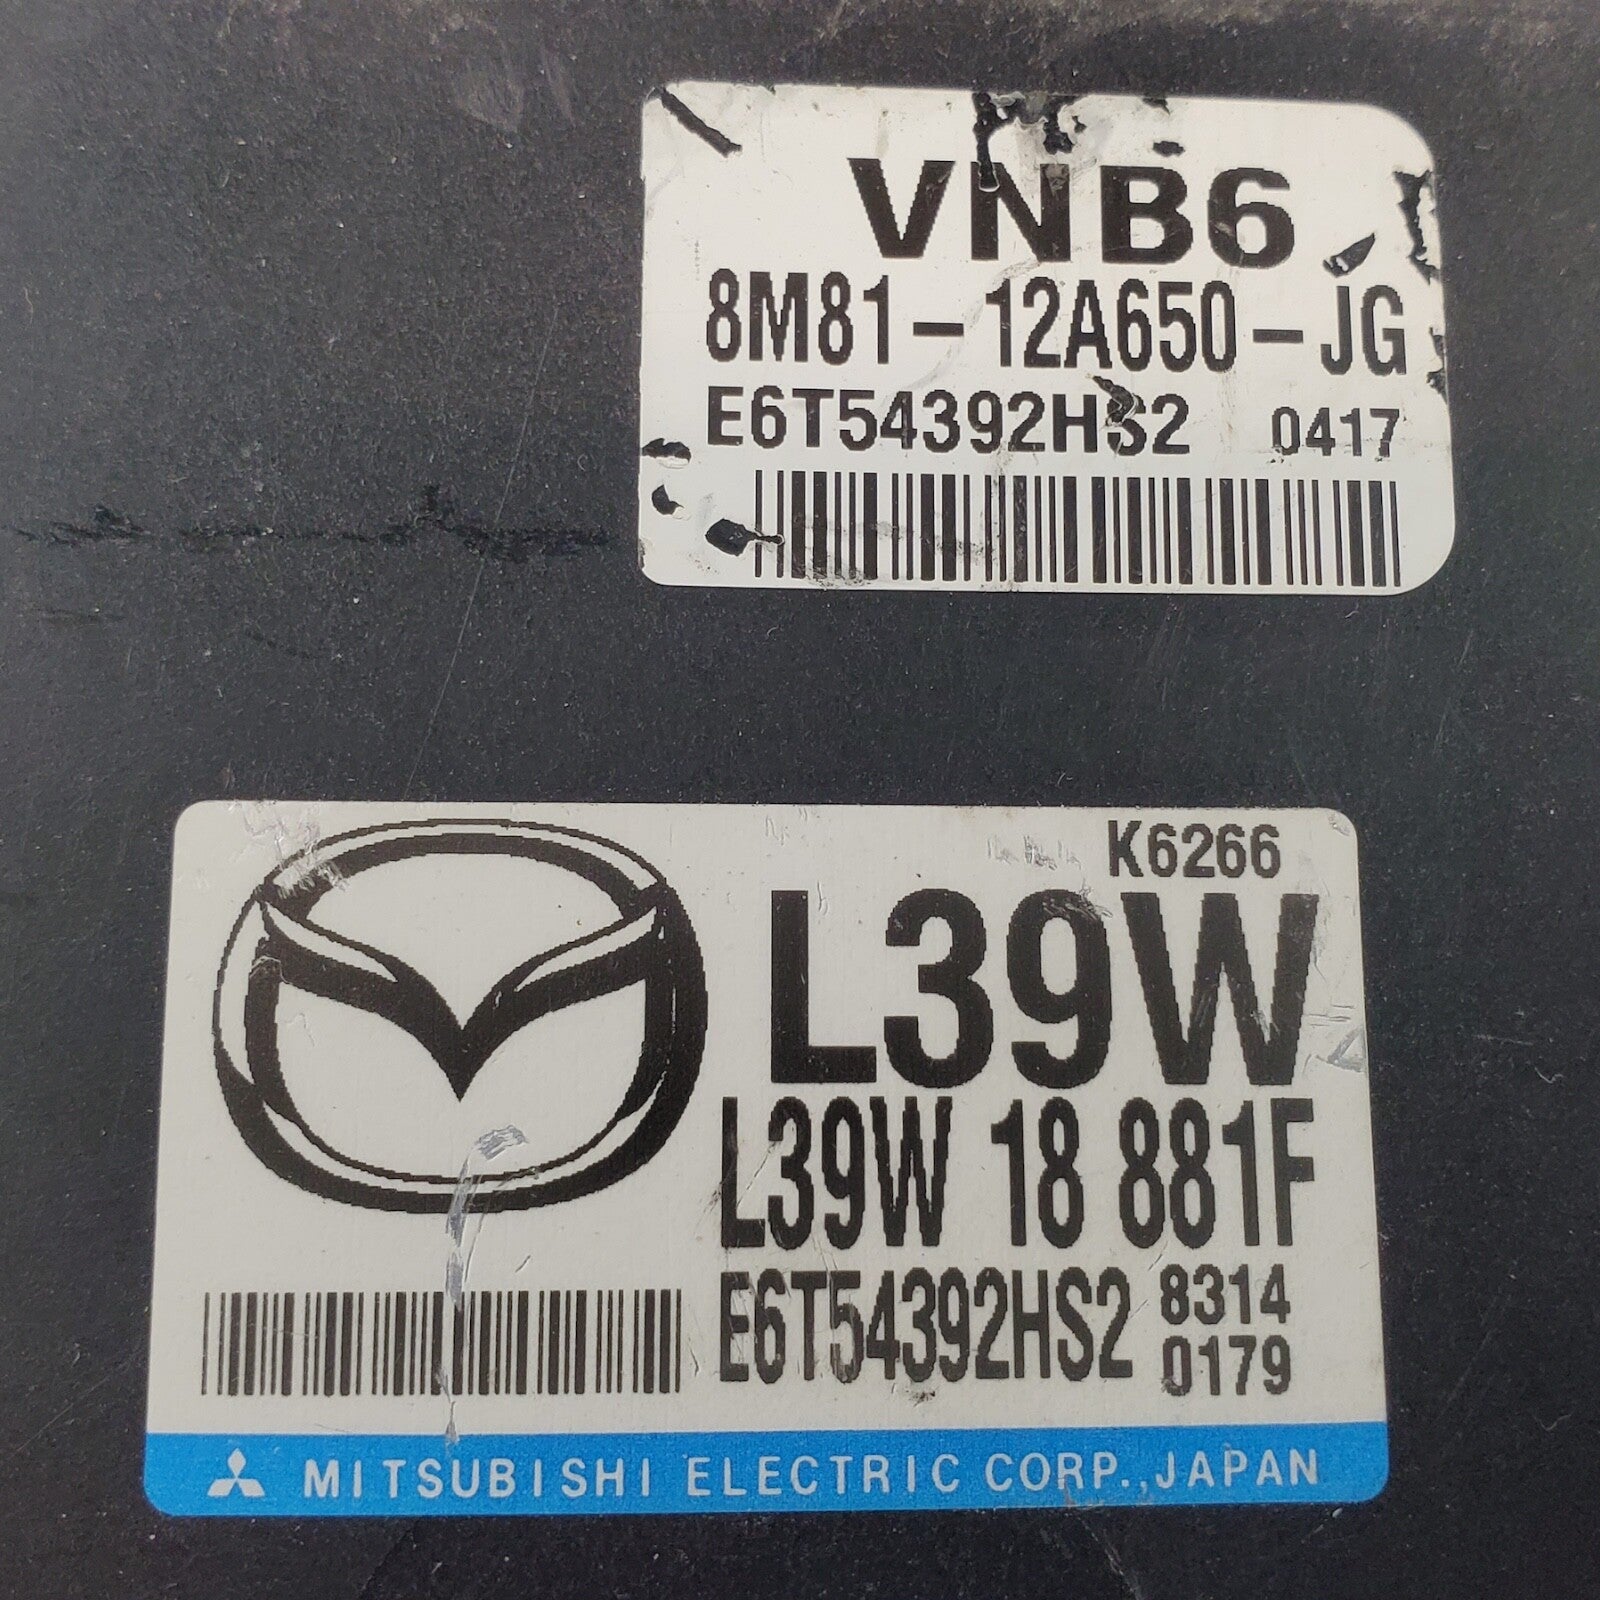 VNB6
8M81-12A650-JG
E6T54392HS2 0417
K6266
L39W
L39W 18 881F
E6T54392HS2 8314
0179
MITSUBISHI ELECTRIC CORP., JAPAN